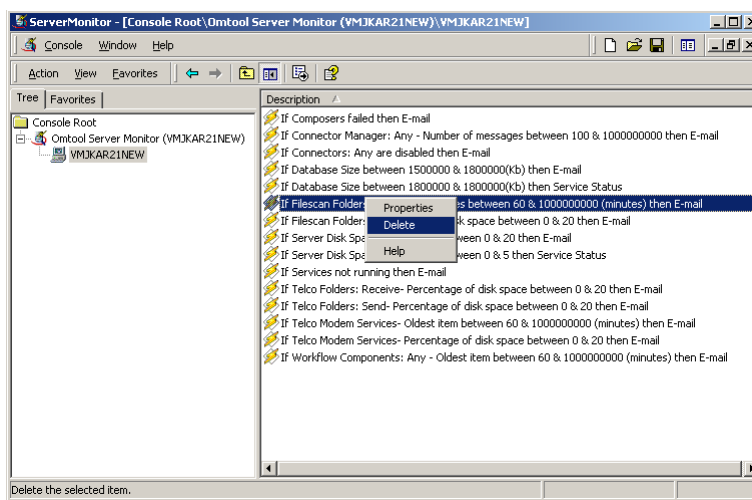 ServerMonitor - [Console Root\Omtool Server Monitor (VMJKAR21NEW)\VMJKAR21NEW]
Console Window Help
Action View Favorites
Tree Favorites
Console Root
Omtool Server Monitor (VMJKAR21NEW)
VMJKAR21NEW
Description
If Composers failed then E-mail
If Connector Manager: Any - Number of messages between 100 & 1000000000 then E-mail
If Connectors: Any are disabled then E-mail
If Database Size between 1500000 & 1800000(Kb) then E-mail
If Database Size between 1800000 & 1800000(Kb) then Service Status
If Filescan Folder es between 60 & 1000000000 (minutes) then E-mail
If Filescan Folder k space between 0 & 20 then E-mail
If Server Disk Spa ween 0 & 20 then E-mail
If Server Disk Spa ween 0 & 5 then Service Status
If Services not running then E-mail
If Telco Folders: Receive- Percentage of disk space between 0 & 20 then E-mail
If Telco Folders: Send- Percentage of disk space between 0 & 20 then E-mail
If Telco Modem Services- Oldest item between 60 & 1000000000 (minutes) then E-mail
If Telco Modem Services- Percentage of disk space between 0 & 20 then E-mail
If Workflow Components: Any - Oldest item between 60 & 1000000000 (minutes) then E-mail
Properties
Delete
Help
Delete the selected item.